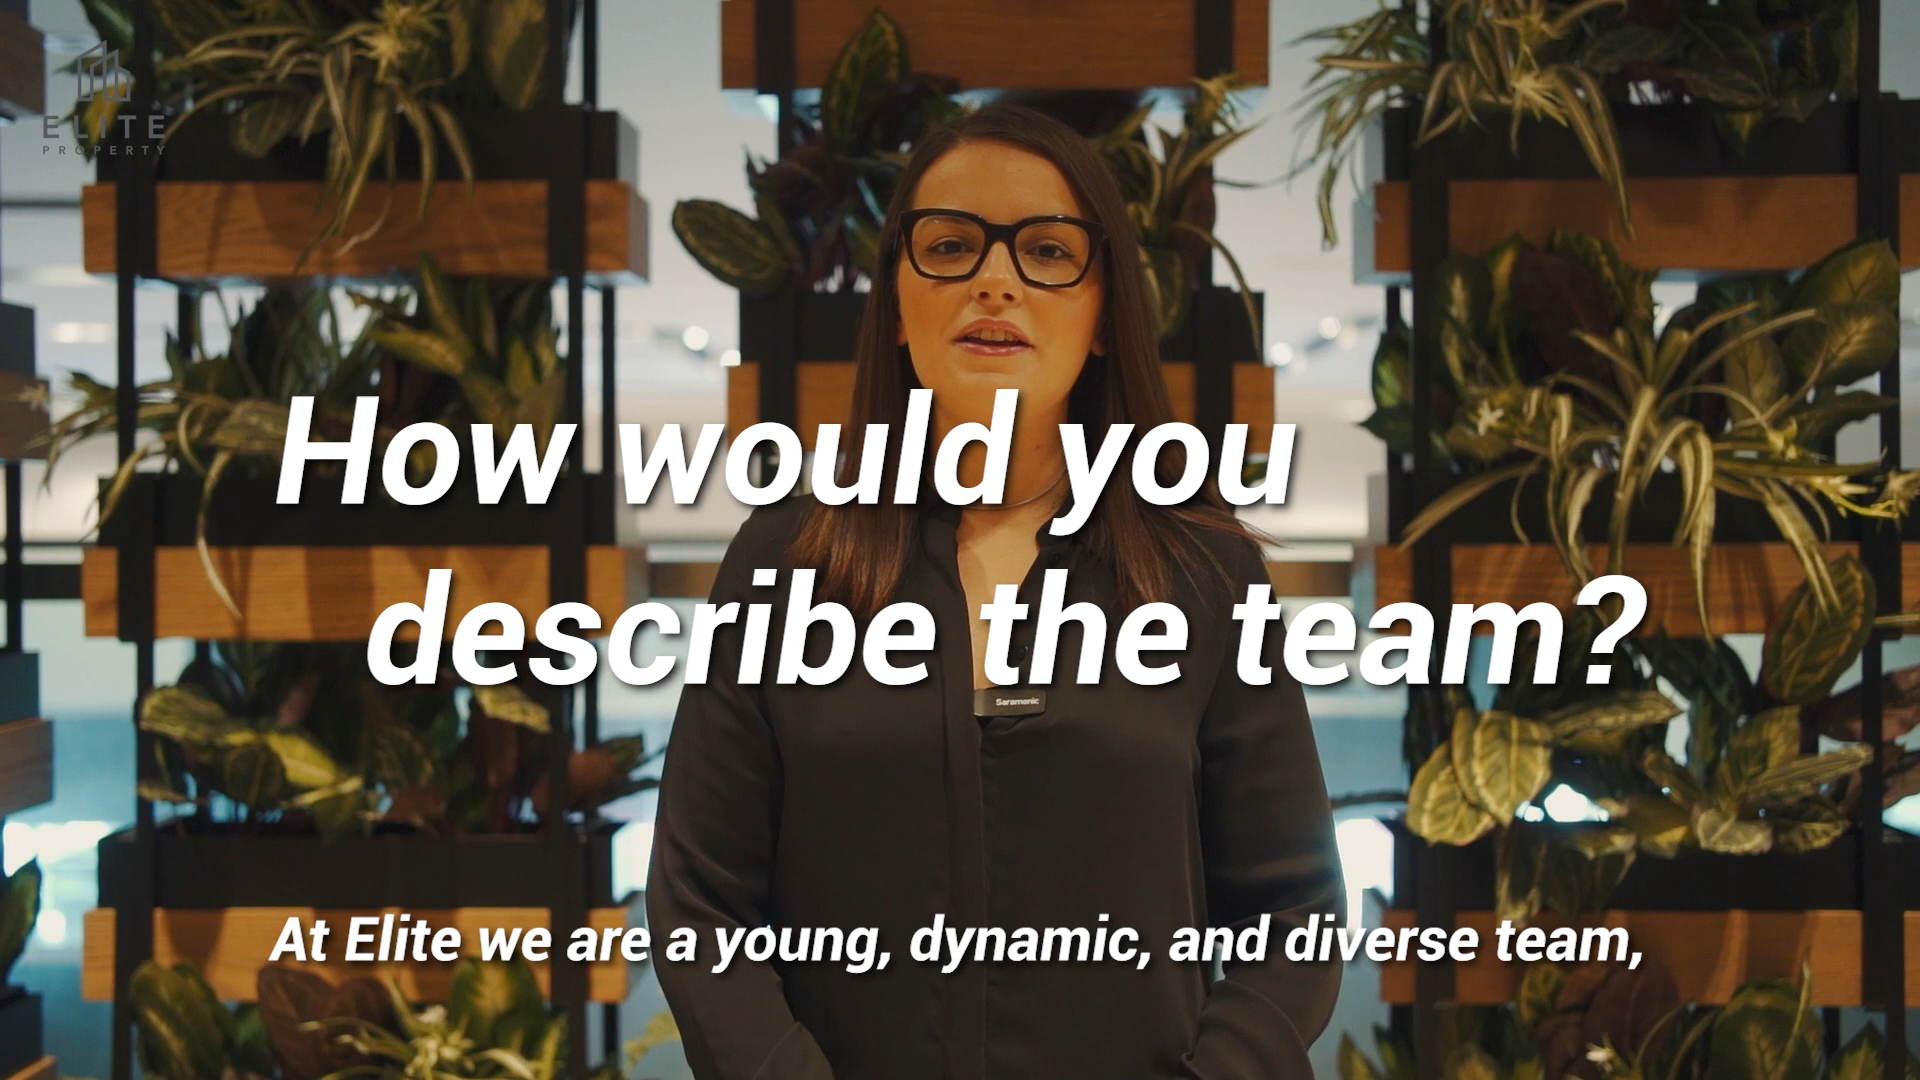 ELITE
PROPERTY
How would you
describe the team?
Saramonic
At Elite we are a young, dynamic, and diverse team,